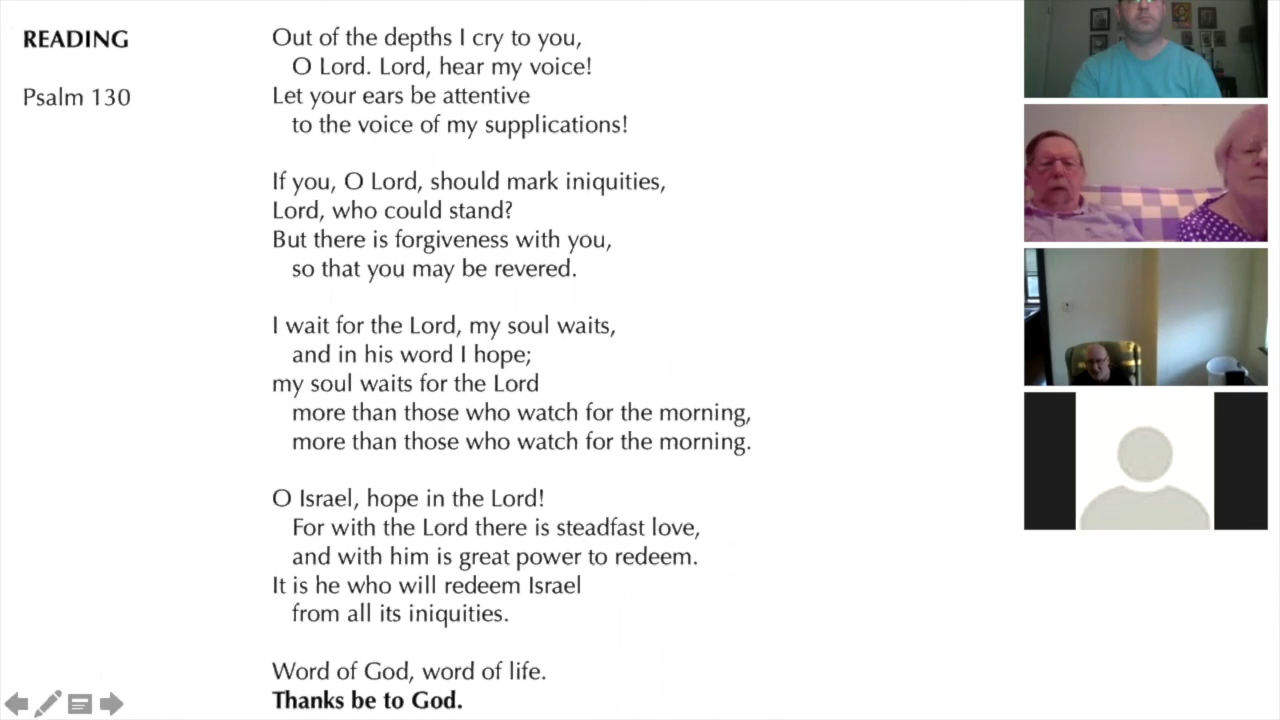 READING
Psalm 130
Out of the depths I cry to you,
O Lord. Lord, hear my voice!
Let your ears be attentive
to the voice of my supplications!
If you, O Lord, should mark iniquities,
Lord, who could stand?
But there is forgiveness with you,
so that you may be revered.
I wait for the Lord, my soul waits,
and in his word I hope;
my soul waits for the Lord
more than those who watch for the morning,
more than those who watch for the morning.
O Israel, hope in the Lord!
For with the Lord there is steadfast love,
and with him is great power to redeem.
It is he who will redeem Israel
from all its iniquities.
Word of God, word of life.
Thanks be to God.